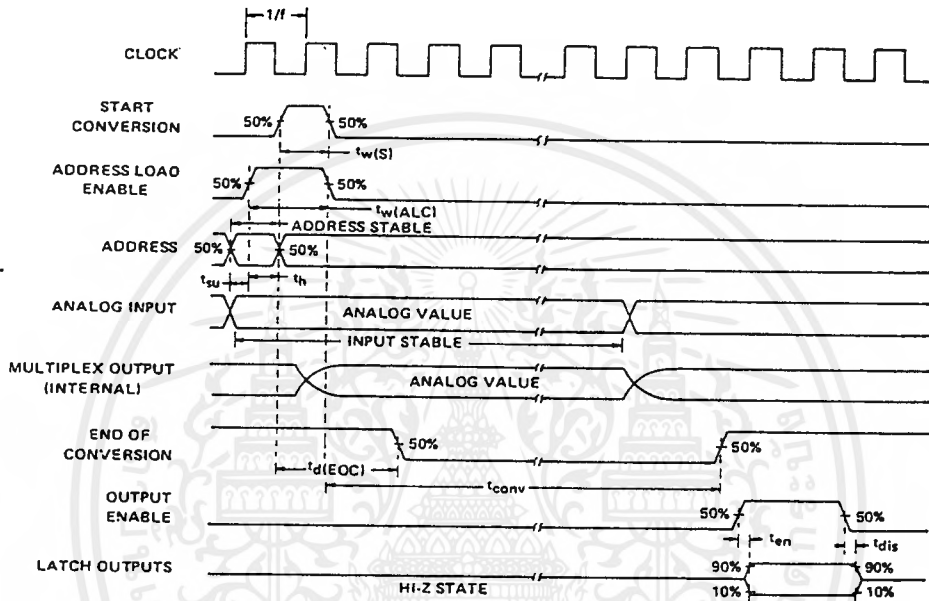 1/f
CLOCK
START
CONVERSION
50%
50%
tw(S)
ADDRESS LOAD
ENABLE
50%
50%
tw(ALC)
ADDRESS STABLE
ADDRESS
50%
50%
tsu
th
ANALOG INPUT
ANALOG VALUE
INPUT STABLE
MULTIPLEX OUTPUT
(INTERNAL)
ANALOG VALUE
END OF
CONVERSION
50%
50%
td(EOC)
tconv
OUTPUT
ENABLE
50%
50%
ten
tdis
LATCH OUTPUTS
HI-Z STATE
90%
90%
10%
10%